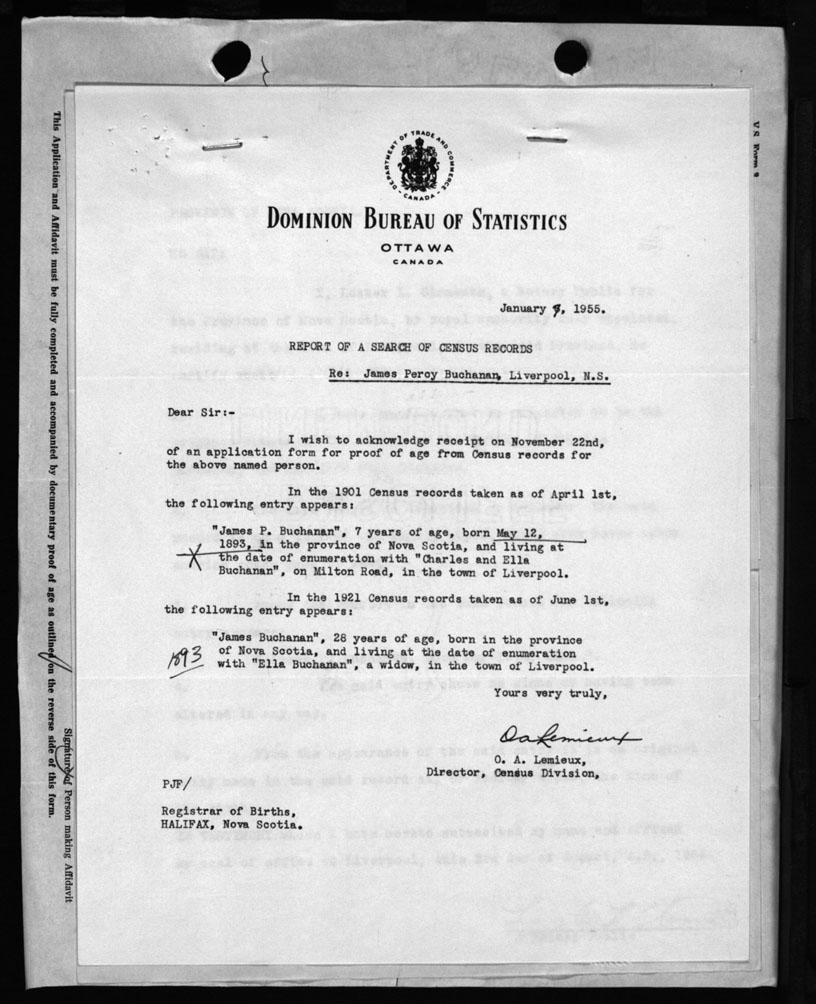 DEPARTMENT OF TRADE AND COMMERCE
- CANADA -
DOMINION BUREAU OF STATISTICS
OTTAWA
CANADA
January 7, 1955.
REPORT OF A SEARCH OF CENSUS RECORDS
Re: James Percy Buchanan, Liverpool, N.S.
Dear Sir:-
I wish to acknowledge receipt on November 22nd,
of an application form for proof of age from Census records for
the above named person.
In the 1901 Census records taken as of April 1st,
the following entry appears:
"James P. Buchanan", 7 years of age, born May 12,
1893, in the province of Nova Scotia, and living at
X the date of enumeration with "Charles and Ella
Buchanan", on Milton Road, in the town of Liverpool.
In the 1921 Census records taken as of June 1st,
the following entry appears:
"James Buchanan", 28 years of age, born in the province
of Nova Scotia, and living at the date of enumeration
1893 with "Ella Buchanan", a widow, in the town of Liverpool.
Yours very truly,
OALemieux
O. A. Lemieux,
Director, Census Division,
PJF/
Registrar of Births,
HALIFAX, Nova Scotia.
This Application and Affidavit must be fully completed and accompanied by documentary proof of age as outlined on the reverse side of this form.
Signature of Person making Affidavit